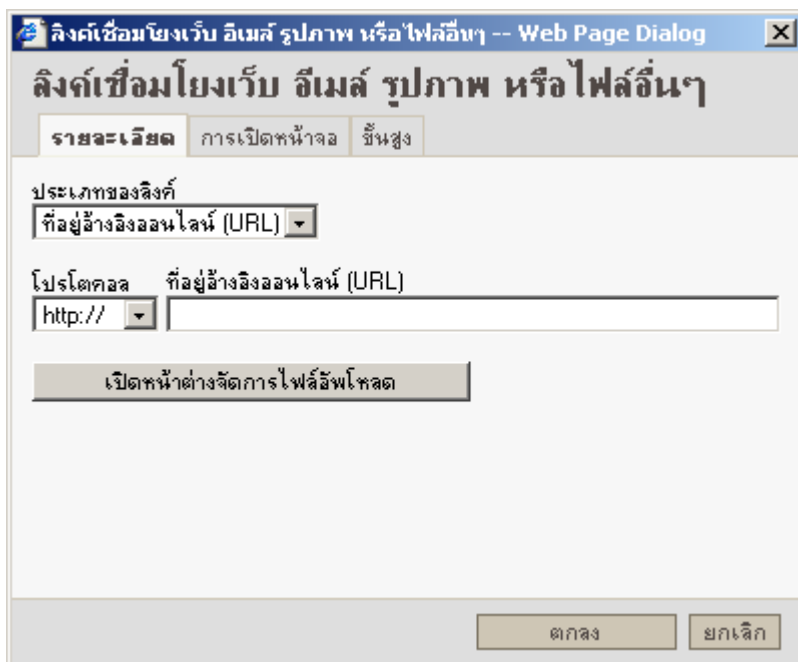 ลิงค์เชื่อมโยงเว็บ อีเมล์ รูปภาพ หรือไฟล์อื่นๆ -- Web Page Dialog
ลิงค์เชื่อมโยงเว็บ อีเมล์ รูปภาพ หรือไฟล์อื่นๆ
รายละเอียด การเปิดหน้าจอ ขั้นสูง
ประเภทของลิงค์
ที่อยู่อ้างอิงออนไลน์ (URL)
โปรโตคอล ที่อยู่อ้างอิงออนไลน์ (URL)
http://
เปิดหน้าต่างจัดการไฟล์อัพโหลด
ตกลง ยกเลิก